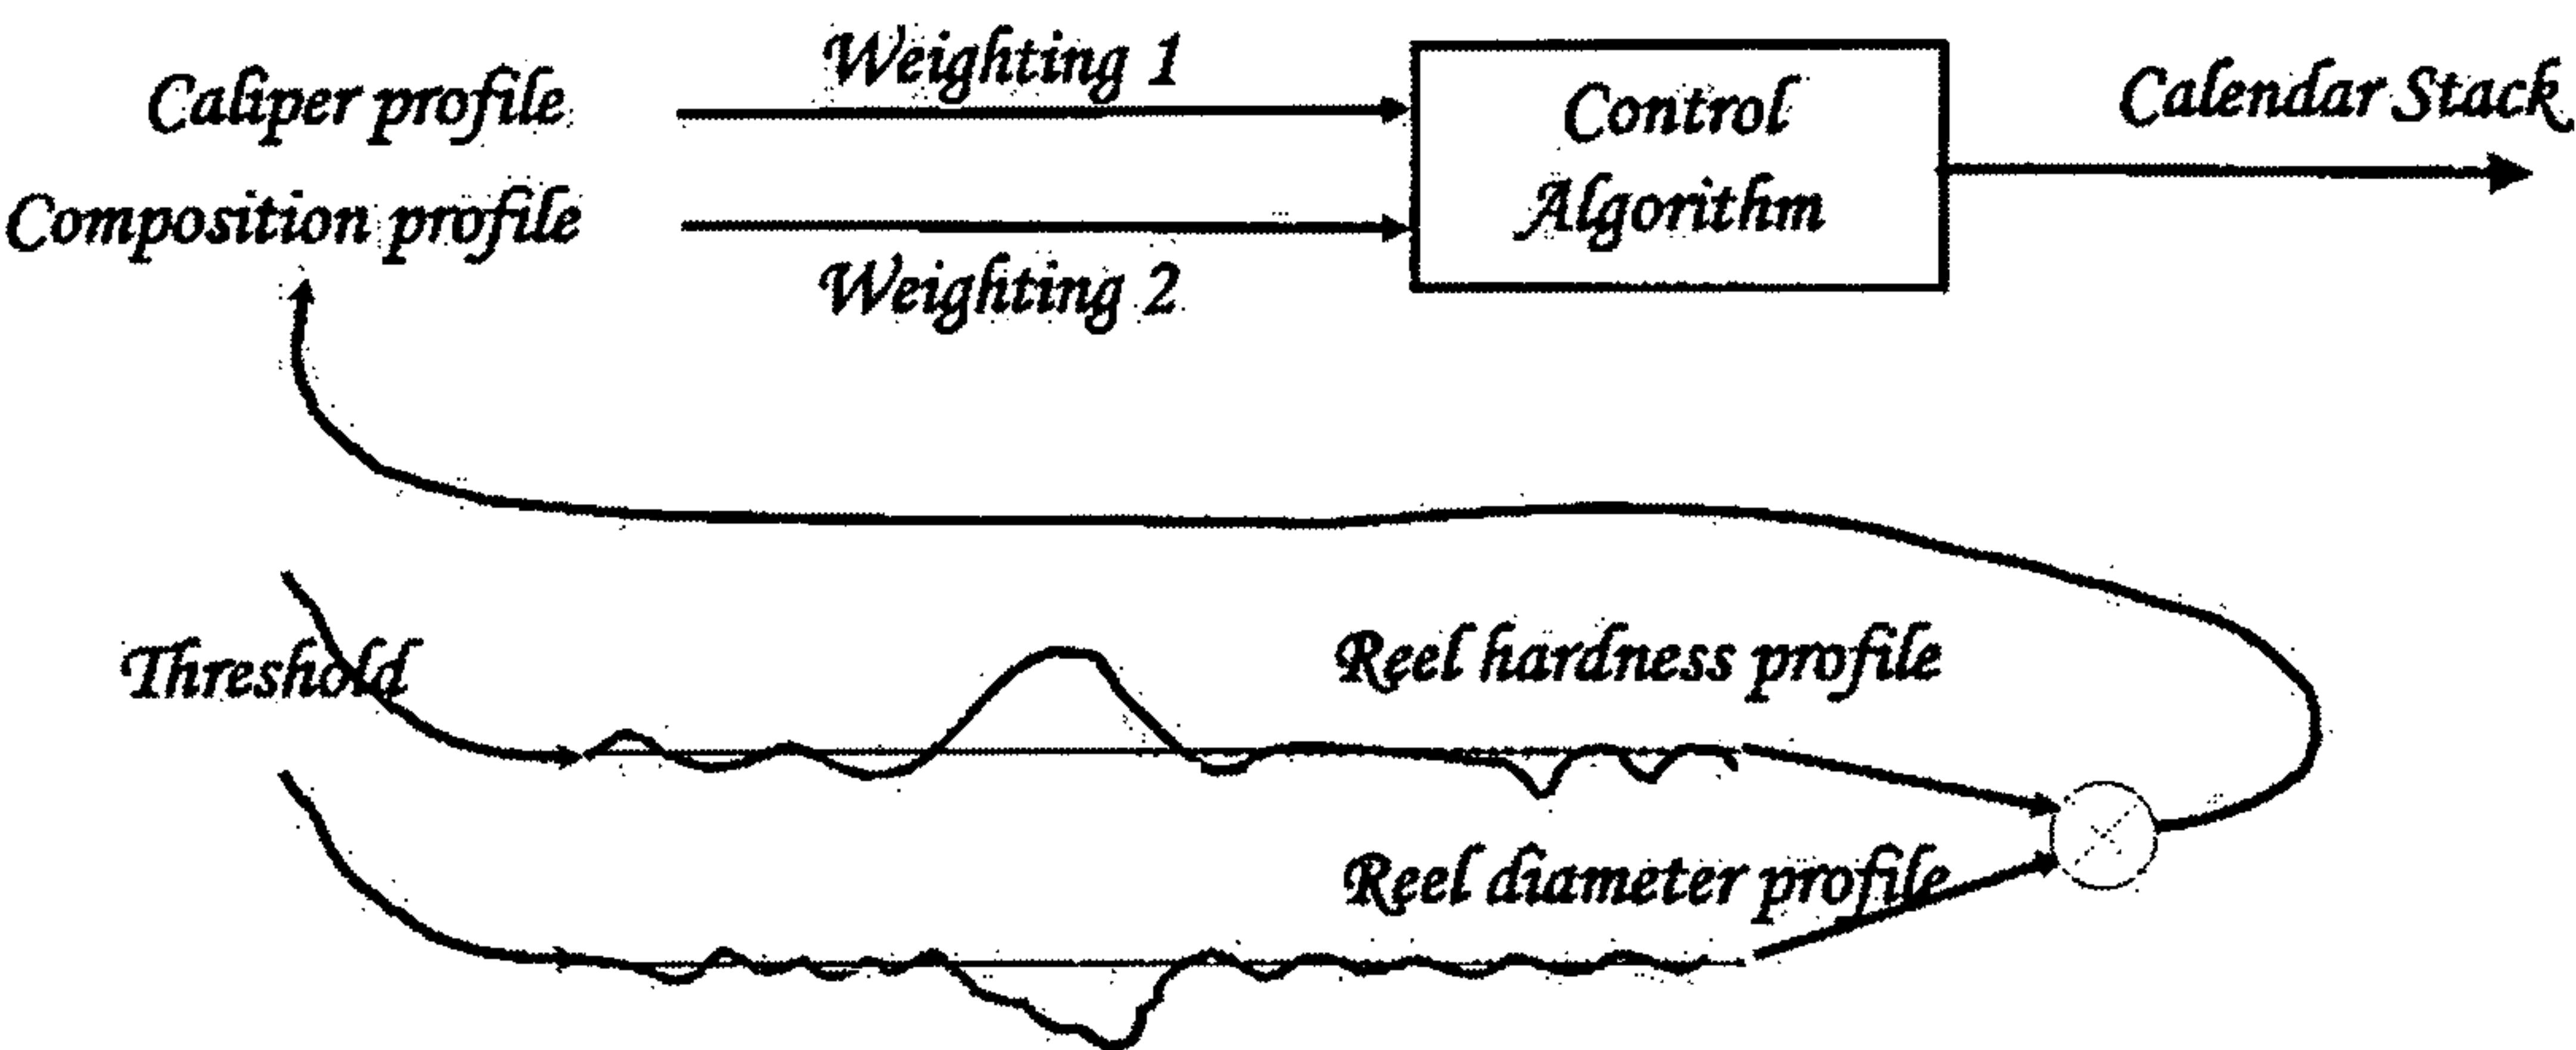 Caliper profile
Weighting 1
Control
Algorithm
Calendar Stack
Composition profile
Weighting 2
Threshold
Reel hardness profile
Reel diameter profile